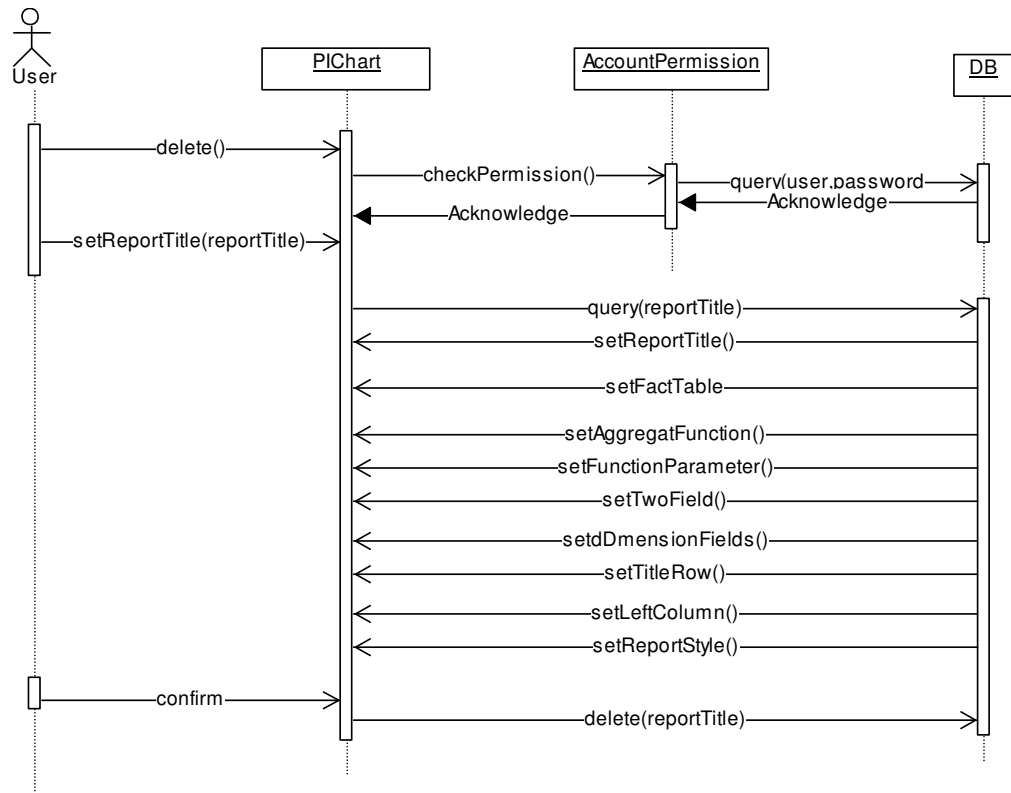 User
PIChart
AccountPermission
DB
delete()
checkPermission()
query(user,password
Acknowledge
Acknowledge
setReportTitle(reportTitle)
query(reportTitle)
setReportTitle()
setFactTable
setAggregatFunction()
setFunctionParameter()
setTwoField()
setdDmensionFields()
setTitleRow()
setLeftColumn()
setReportStyle()
confirm
delete(reportTitle)